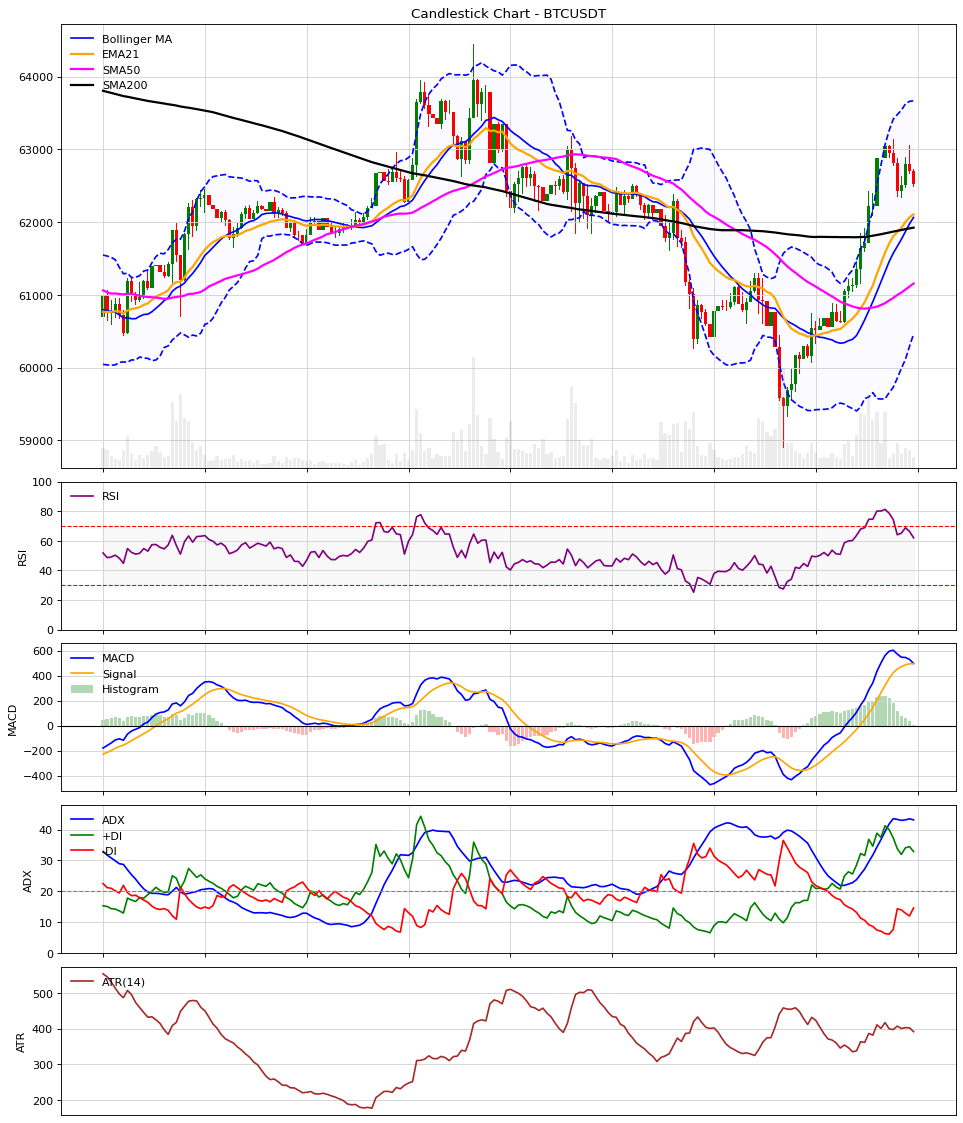 Candlestick Chart - BTCUSDT
Bollinger MA
EMA21
SMA50
SMA200
64000
63000
62000
61000
60000
59000
RSI
100
80
60
40
20
0
RSI
MACD
Signal
Histogram
600
400
200
0
−200
−400
MACD
ADX
+DI
-DI
40
30
20
10
0
ADX
ATR(14)
500
400
300
200
ATR